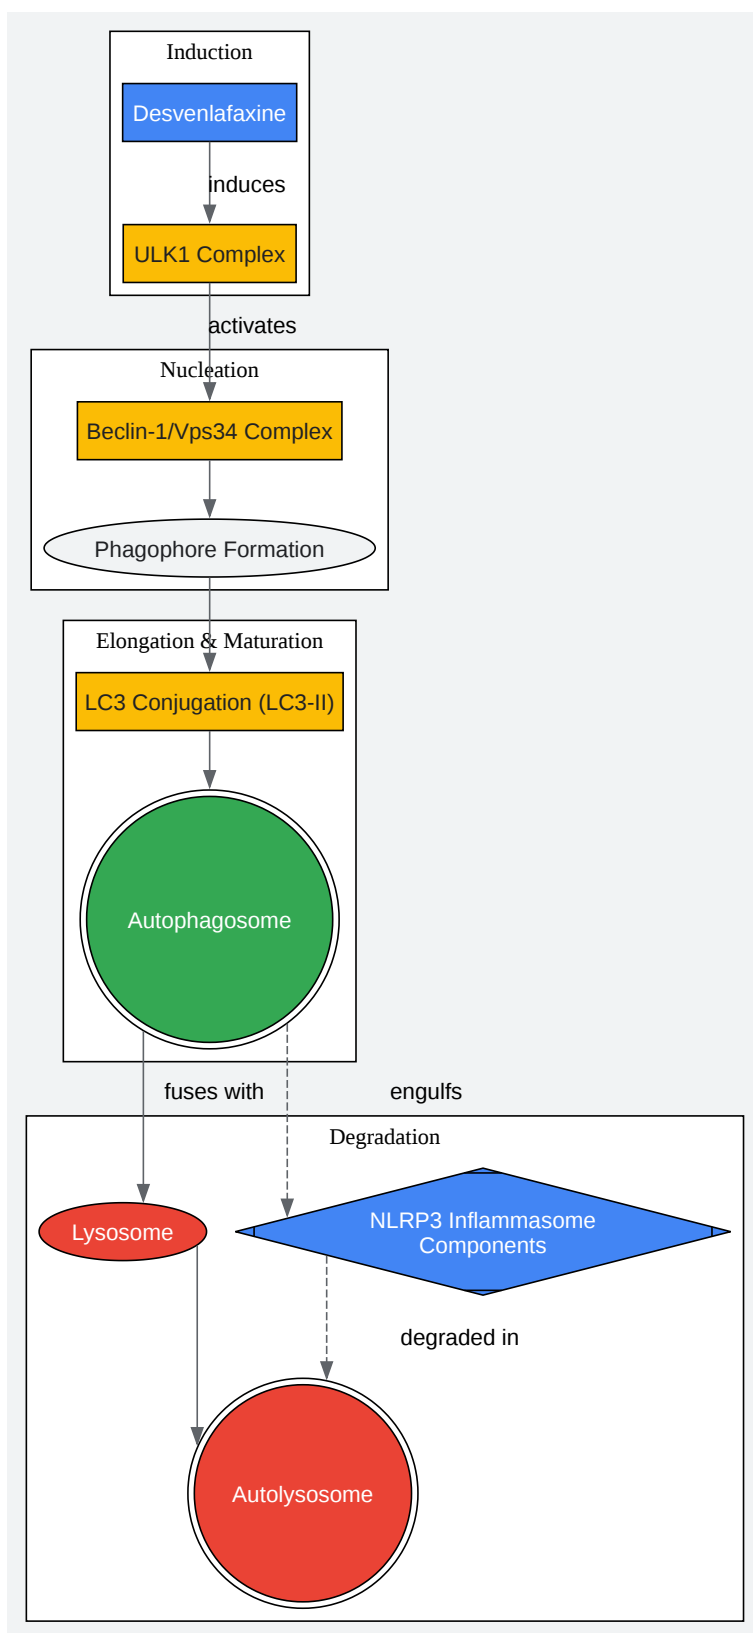 Induction
Desvenlafaxine
induces
ULK1 Complex
activates
Nucleation
Beclin-1/Vps34 Complex
Phagophore Formation
Elongation & Maturation
LC3 Conjugation (LC3-II)
Autophagosome
fuses with
engulfs
Degradation
Lysosome
NLRP3 Inflammasome
Components
degraded in
Autolysosome